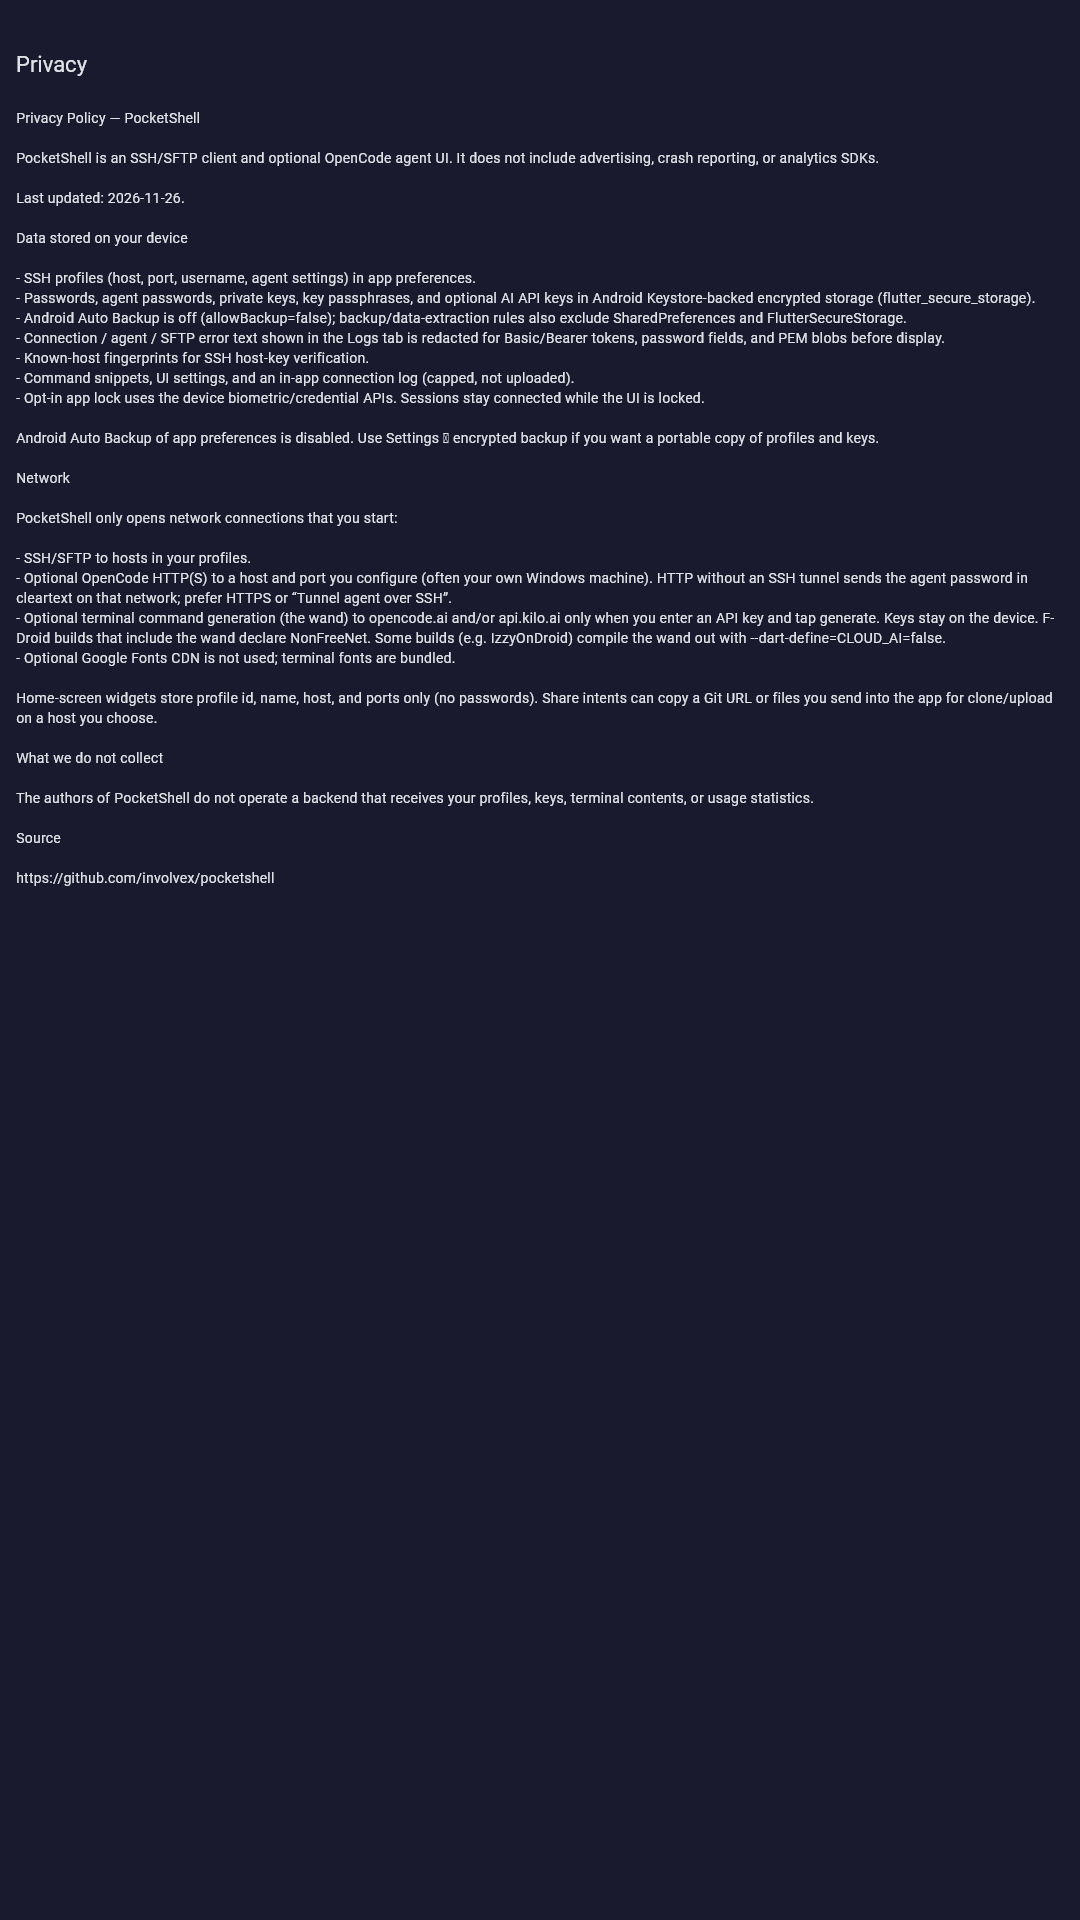 Privacy
Privacy Policy — PocketShell
PocketShell is an SSH/SFTP client and optional OpenCode agent UI. It does not include advertising, crash reporting, or analytics SDKs.
Last updated: 2026-11-26.
Data stored on your device
- SSH profiles (host, port, username, agent settings) in app preferences.
- Passwords, agent passwords, private keys, key passphrases, and optional AI API keys in Android Keystore-backed encrypted storage (flutter_secure_storage).
- Android Auto Backup is off (allowBackup=false); backup/data-extraction rules also exclude SharedPreferences and FlutterSecureStorage.
- Connection / agent / SFTP error text shown in the Logs tab is redacted for Basic/Bearer tokens, password fields, and PEM blobs before display.
- Known-host fingerprints for SSH host-key verification.
- Command snippets, UI settings, and an in-app connection log (capped, not uploaded).
- Opt-in app lock uses the device biometric/credential APIs. Sessions stay connected while the UI is locked.
Android Auto Backup of app preferences is disabled. Use Settings encrypted backup if you want a portable copy of profiles and keys.
Network
PocketShell only opens network connections that you start:
- SSH/SFTP to hosts in your profiles.
- Optional OpenCode HTTP(S) to a host and port you configure (often your own Windows machine). HTTP without an SSH tunnel sends the agent password in
cleartext on that network; prefer HTTPS or “Tunnel agent over SSH”.
- Optional terminal command generation (the wand) to opencode.ai and/or api.kilo.ai only when you enter an API key and tap generate. Keys stay on the device. F-
Droid builds that include the wand declare NonFreeNet. Some builds (e.g. IzzyOnDroid) compile the wand out with --dart-define=CLOUD_AI=false.
- Optional Google Fonts CDN is not used; terminal fonts are bundled.
Home-screen widgets store profile id, name, host, and ports only (no passwords). Share intents can copy a Git URL or files you send into the app for clone/upload
on a host you choose.
What we do not collect
The authors of PocketShell do not operate a backend that receives your profiles, keys, terminal contents, or usage statistics.
Source
https://github.com/involvex/pocketshell